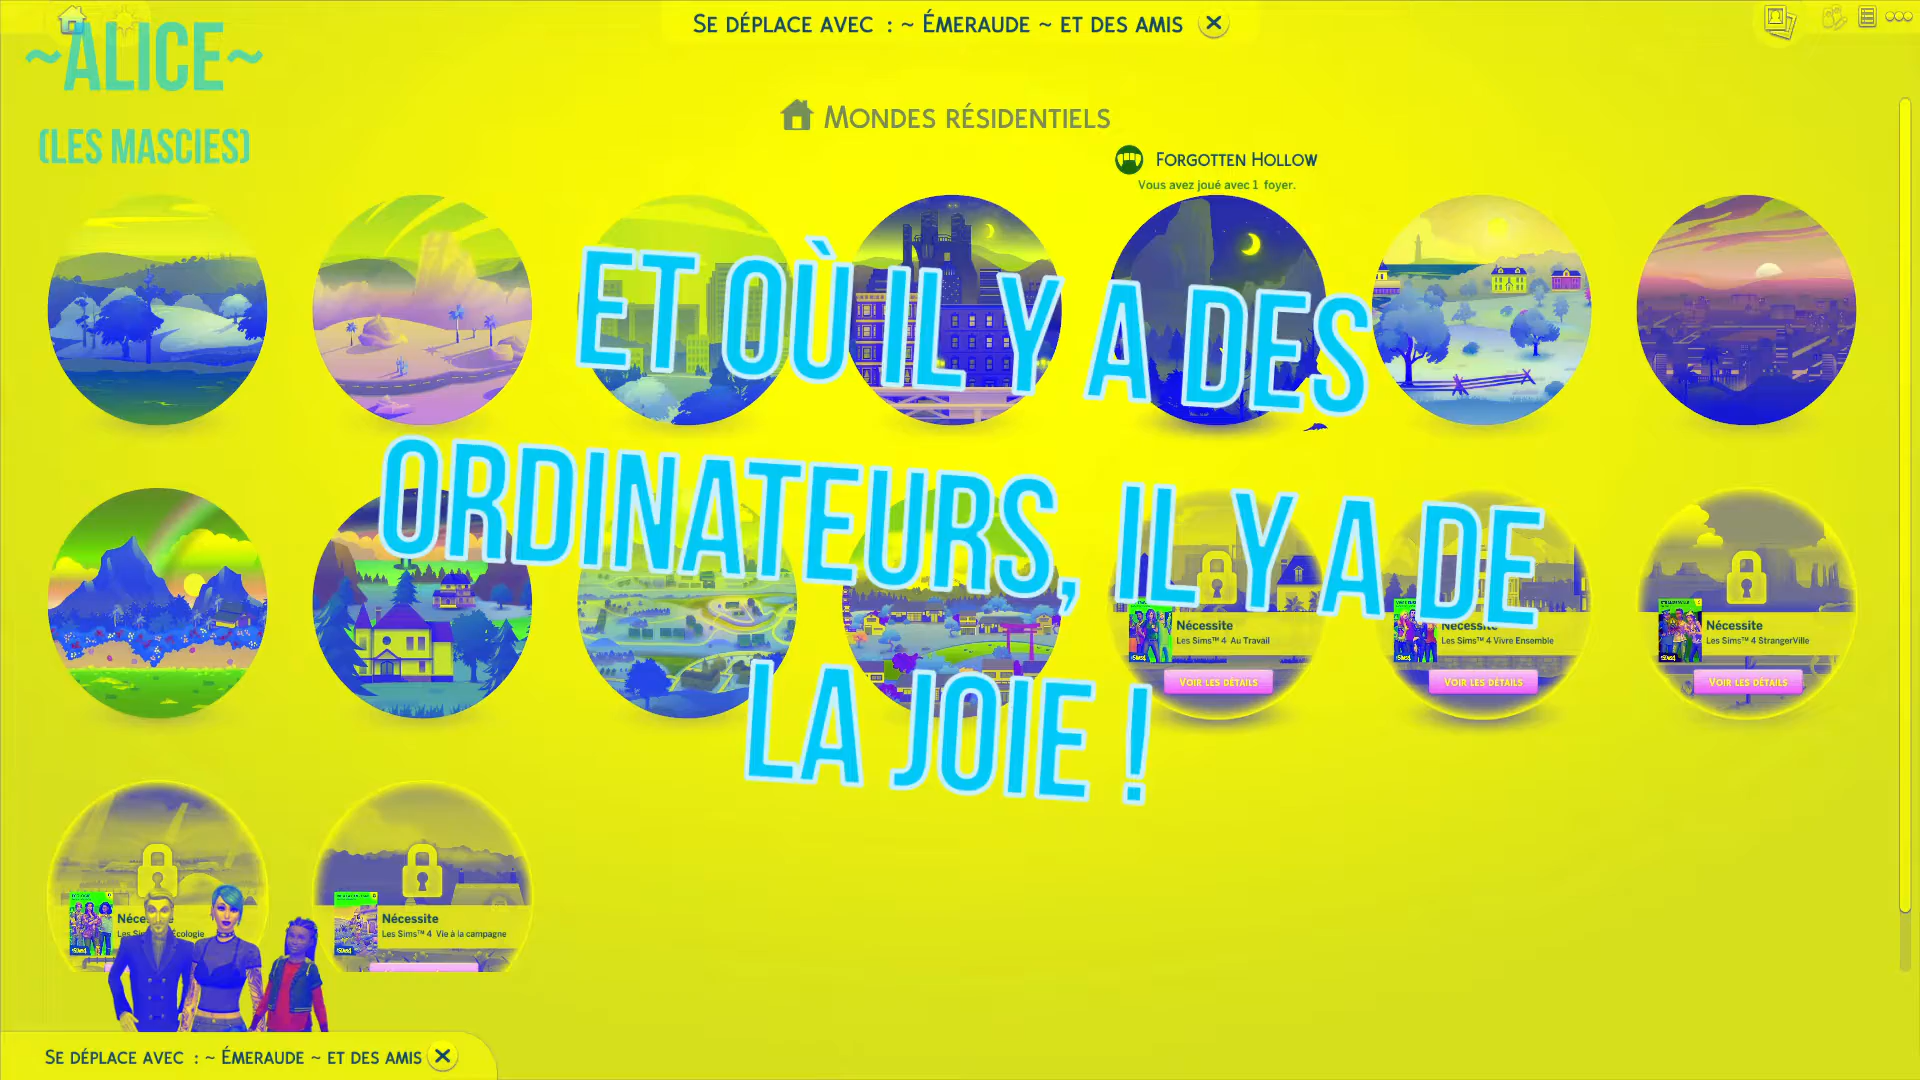 Se déplace avec : ~ Émeraude ~ et des amis
~ALICE~
(LES MASCIES)
Mondes résidentiels
Forgotten Hollow
Vous avez joué avec 1 foyer.
ET OÙ IL Y A DES
ORDINATEURS, IL Y A DE
LA JOIE !
Nécessite
Les Sims™ 4 Au Travail
Voir les détails
Nécessite
Les Sims™ 4 Vivre Ensemble
Voir les détails
Nécessite
Les Sims™ 4 StrangerVille
Voir les détails
Nécessite
Les Sims™ 4 Vie à la campagne
Se déplace avec : ~ Émeraude ~ et des amis